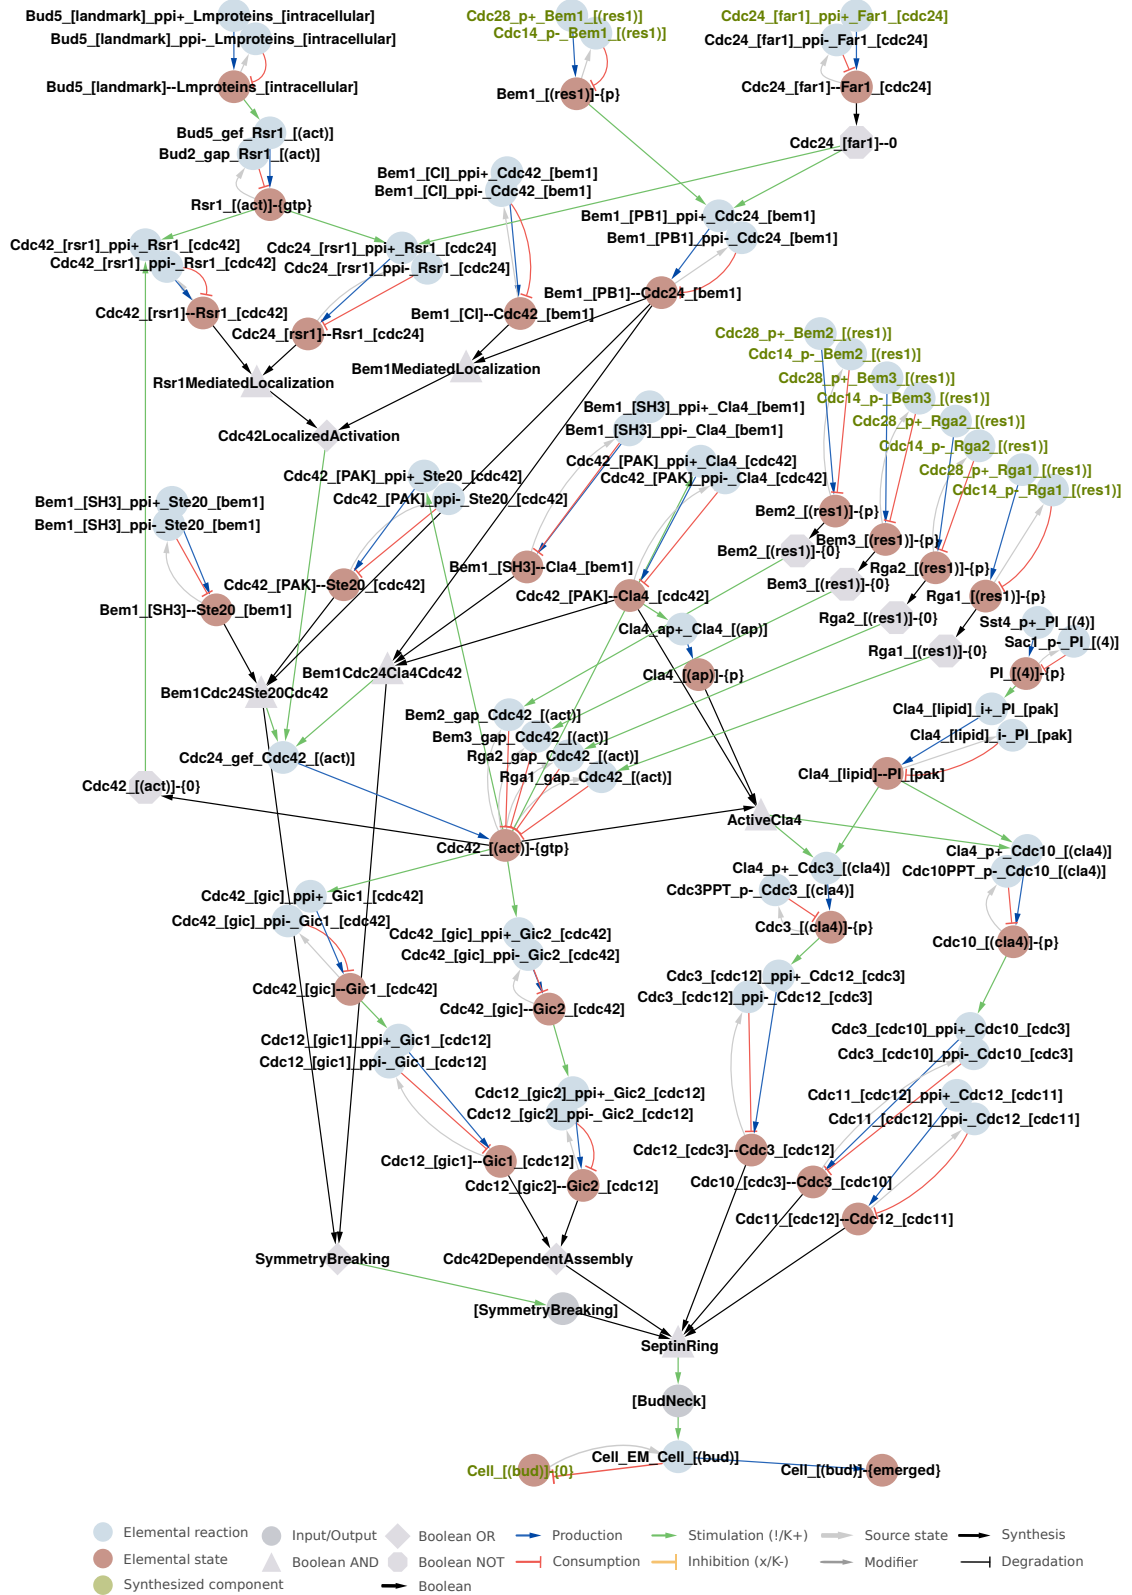 Bud5_[landmark]_ppi+_Lmproteins_[intracellular]
Bud5_[landmark]_ppi-_Lmproteins_[intracellular]
Bud5_[landmark]--Lmproteins_[intracellular]
Cdc28_p+_Bem1_[(res1)]
Cdc14_p-_Bem1_[(res1)]
Bem1_[(res1)]-{p}
Cdc24_[far1]_ppi+_Far1_[cdc24]
Cdc24_[far1]_ppi-_Far1_[cdc24]
Cdc24_[far1]--Far1_[cdc24]
Cdc24_[far1]--0
Bud5_gef_Rsr1_[(act)]
Bud2_gap_Rsr1_[(act)]
Rsr1_[(act)]-{gtp}
Bem1_[CI]_ppi+_Cdc42_[bem1]
Bem1_[CI]_ppi-_Cdc42_[bem1]
Bem1_[PB1]_ppi+_Cdc24_[bem1]
Bem1_[PB1]_ppi-_Cdc24_[bem1]
Cdc42_[rsr1]_ppi+_Rsr1_[cdc42]
Cdc42_[rsr1]_ppi-_Rsr1_[cdc42]
Cdc24_[rsr1]_ppi+_Rsr1_[cdc24]
Cdc24_[rsr1]_ppi-_Rsr1_[cdc24]
Bem1_[PB1]--Cdc24_[bem1]
Cdc42_[rsr1]--Rsr1_[cdc42]
Bem1_[CI]--Cdc42_[bem1]
Cdc24_[rsr1]--Rsr1_[cdc24]
Bem1MediatedLocalization
Rsr1MediatedLocalization
Cdc28_p+_Bem2_[(res1)]
Cdc14_p-_Bem2_[(res1)]
Cdc28_p+_Bem3_[(res1)]
Cdc14_p-_Bem3_[(res1)]
Cdc28_p+_Rga2_[(res1)]
Cdc14_p-_Rga2_[(res1)]
Cdc28_p+_Rga1_[(res1)]
Cdc14_p-_Rga1_[(res1)]
Bem1_[SH3]_ppi+_Cla4_[bem1]
Bem1_[SH3]_ppi-_Cla4_[bem1]
Cdc42LocalizedActivation
Cdc42_[PAK]_ppi+_Cla4_[cdc42]
Cdc42_[PAK]_ppi-_Cla4_[cdc42]
Cdc42_[PAK]_ppi+_Ste20_[cdc42]
Cdc42_[PAK]_ppi-_Ste20_[cdc42]
Bem1_[SH3]_ppi+_Ste20_[bem1]
Bem1_[SH3]_ppi-_Ste20_[bem1]
Bem2_[(res1)]-{p}
Bem3_[(res1)]-{p}
Bem2_[(res1)]-{0}
Rga2_[(res1)]-{p}
Bem3_[(res1)]-{0}
Rga1_[(res1)]-{p}
Rga2_[(res1)]-{0}
Rga1_[(res1)]-{0}
Bem1_[SH3]--Cla4_[bem1]
Cdc42_[PAK]--Ste20_[cdc42]
Cdc42_[PAK]--Cla4_[cdc42]
Bem1_[SH3]--Ste20_[bem1]
Cla4_ap+_Cla4_[(ap)]
Sst4_p+_PI_[(4)]
Sac1_p-_PI_[(4)]
PI_[(4)]-{p}
Bem1Cdc24Cla4Cdc42
Cla4_[(ap)]-{p}
Bem1Cdc24Ste20Cdc42
Cla4_[lipid]_i+_PI_[pak]
Cla4_[lipid]_i-_PI_[pak]
Bem2_gap_Cdc42_[(act)]
Bem3_gap_Cdc42_[(act)]
Rga2_gap_Cdc42_[(act)]
Rga1_gap_Cdc42_[(act)]
Cdc24_gef_Cdc42_[(act)]
Cla4_[lipid]--PI_[pak]
Cdc42_[(act)]-{0}
ActiveCla4
Cdc42_[(act)]-{gtp}
Cla4_p+_Cdc10_[(cla4)]
Cdc10PPT_p-_Cdc10_[(cla4)]
Cla4_p+_Cdc3_[(cla4)]
Cdc3PPT_p-_Cdc3_[(cla4)]
Cdc42_[gic]_ppi+_Gic1_[cdc42]
Cdc42_[gic]_ppi-_Gic1_[cdc42]
Cdc42_[gic]_ppi+_Gic2_[cdc42]
Cdc42_[gic]_ppi-_Gic2_[cdc42]
Cdc3_[(cla4)]-{p}
Cdc10_[(cla4)]-{p}
Cdc3_[cdc12]_ppi+_Cdc12_[cdc3]
Cdc3_[cdc12]_ppi-_Cdc12_[cdc3]
Cdc42_[gic]--Gic1_[cdc42]
Cdc42_[gic]--Gic2_[cdc42]
Cdc12_[gic1]_ppi+_Gic1_[cdc12]
Cdc12_[gic1]_ppi-_Gic1_[cdc12]
Cdc3_[cdc10]_ppi+_Cdc10_[cdc3]
Cdc3_[cdc10]_ppi-_Cdc10_[cdc3]
Cdc12_[gic2]_ppi+_Gic2_[cdc12]
Cdc12_[gic2]_ppi-_Gic2_[cdc12]
Cdc11_[cdc12]_ppi+_Cdc12_[cdc11]
Cdc11_[cdc12]_ppi-_Cdc12_[cdc11]
Cdc12_[cdc3]--Cdc3_[cdc12]
Cdc12_[gic1]--Gic1_[cdc12]
Cdc12_[gic2]--Gic2_[cdc12]
Cdc10_[cdc3]--Cdc3_[cdc10]
Cdc11_[cdc12]--Cdc12_[cdc11]
SymmetryBreaking
Cdc42DependentAssembly
[SymmetryBreaking]
SeptinRing
[BudNeck]
Cell_EM_Cell_[(bud)]
Cell_[(bud)]-{0}
Cell_[(bud)]-{emerged}
Elemental reaction
Input/Output
Boolean OR
Production
Stimulation (!/K+)
Source state
Synthesis
Elemental state
Boolean AND
Boolean NOT
Consumption
Inhibition (x/K-)
Modifier
Degradation
Synthesized component
Boolean